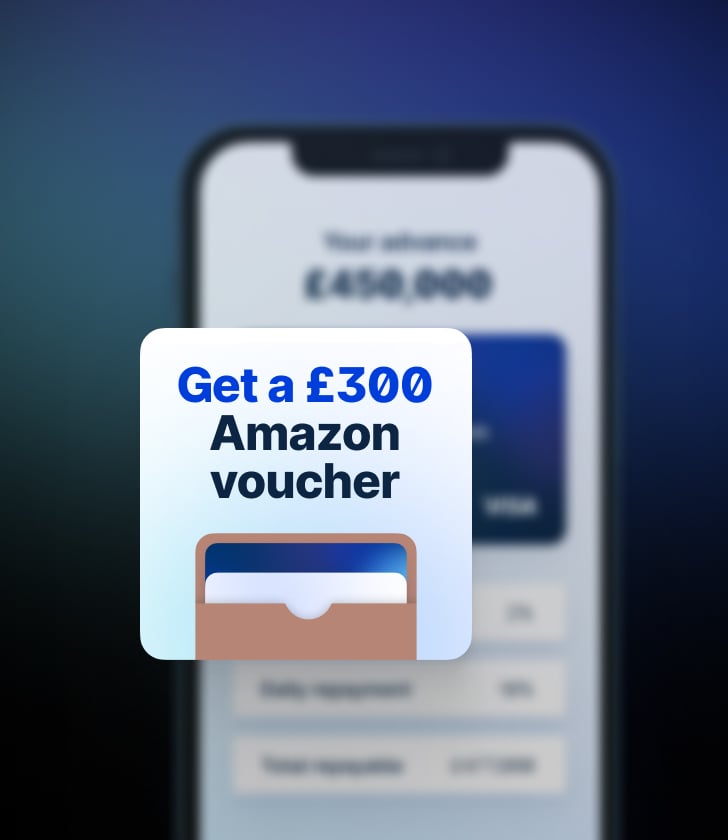 Your advance
£450,000
Get a £300
Amazon
voucher
VISA
Daily repayment
Total repayable